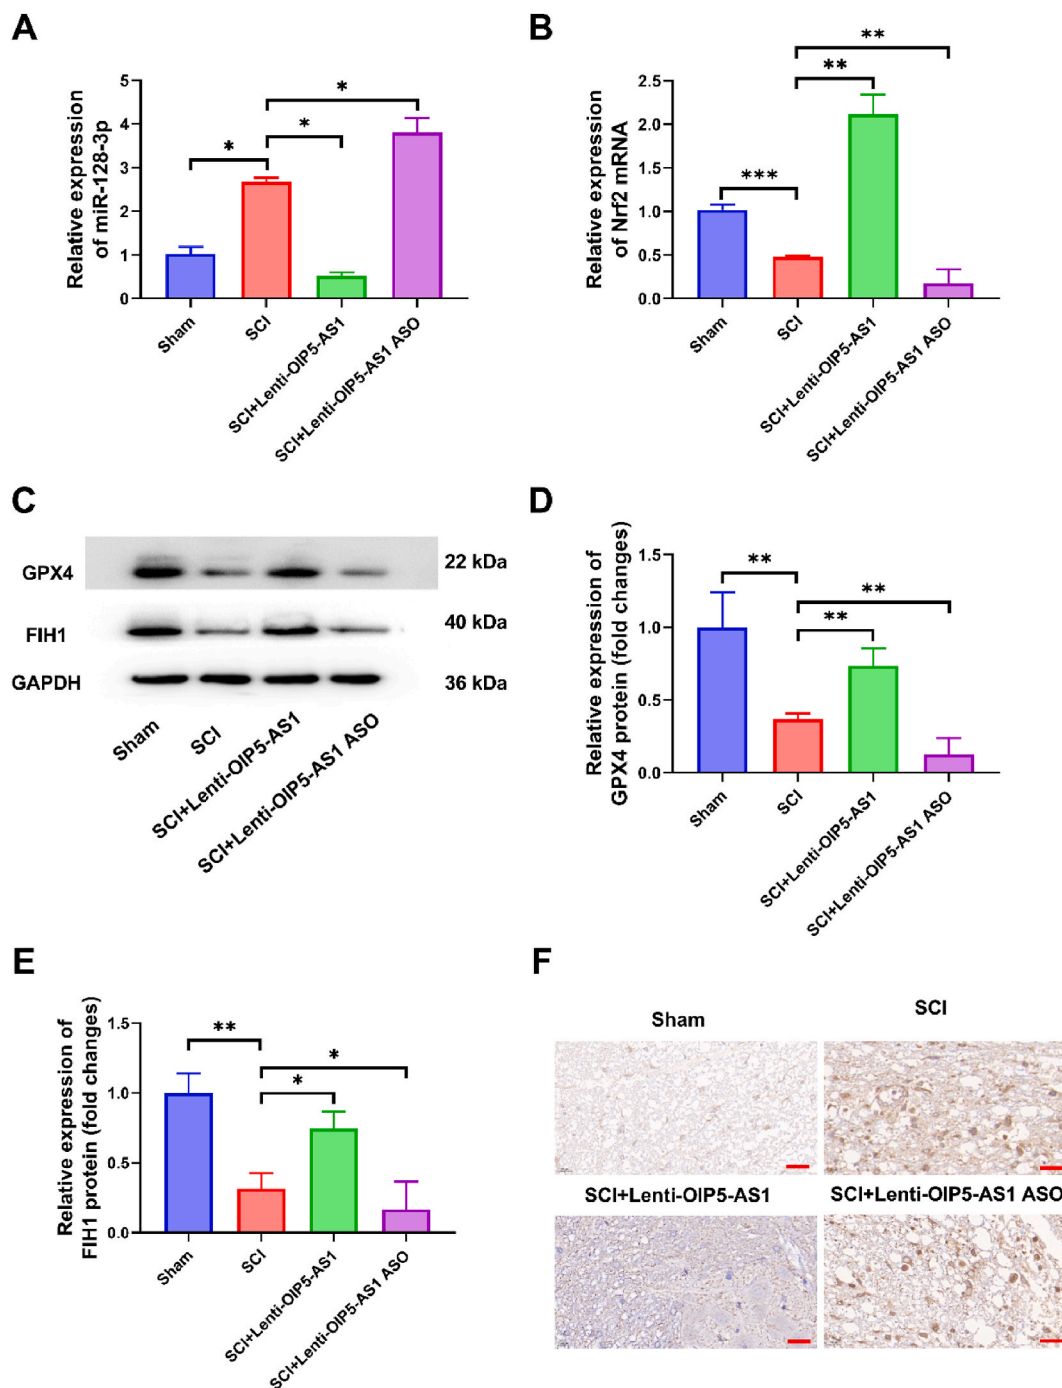 A
Relative expression
of miR-128-3p
5
4
3
2
1
0
*
*
*
Sham
SCI
SCI+Lenti-OIP5-AS1
SCI+Lenti-OIP5-AS1 ASO
B
Relative expression
of Nrf2 mRNA
2.5
2.0
1.5
1.0
0.5
0.0
**
**
***
Sham
SCI
SCI+Lenti-OIP5-AS1
SCI+Lenti-OIP5-AS1 ASO
C
GPX4
22 kDa
FIH1
40 kDa
GAPDH
36 kDa
Sham
SCI
SCI+Lenti-OIP5-AS1
SCI+Lenti-OIP5-AS1 ASO
D
Relative expression of
GPX4 protein (fold changes)
1.5
1.0
0.5
0.0
**
**
**
Sham
SCI
SCI+Lenti-OIP5-AS1
SCI+Lenti-OIP5-AS1 ASO
E
Relative expression of
FIH1 protein (fold changes)
1.5
1.0
0.5
0.0
**
*
*
Sham
SCI
SCI+Lenti-OIP5-AS1
SCI+Lenti-OIP5-AS1 ASO
F
Sham
SCI
SCI+Lenti-OIP5-AS1
SCI+Lenti-OIP5-AS1 ASO